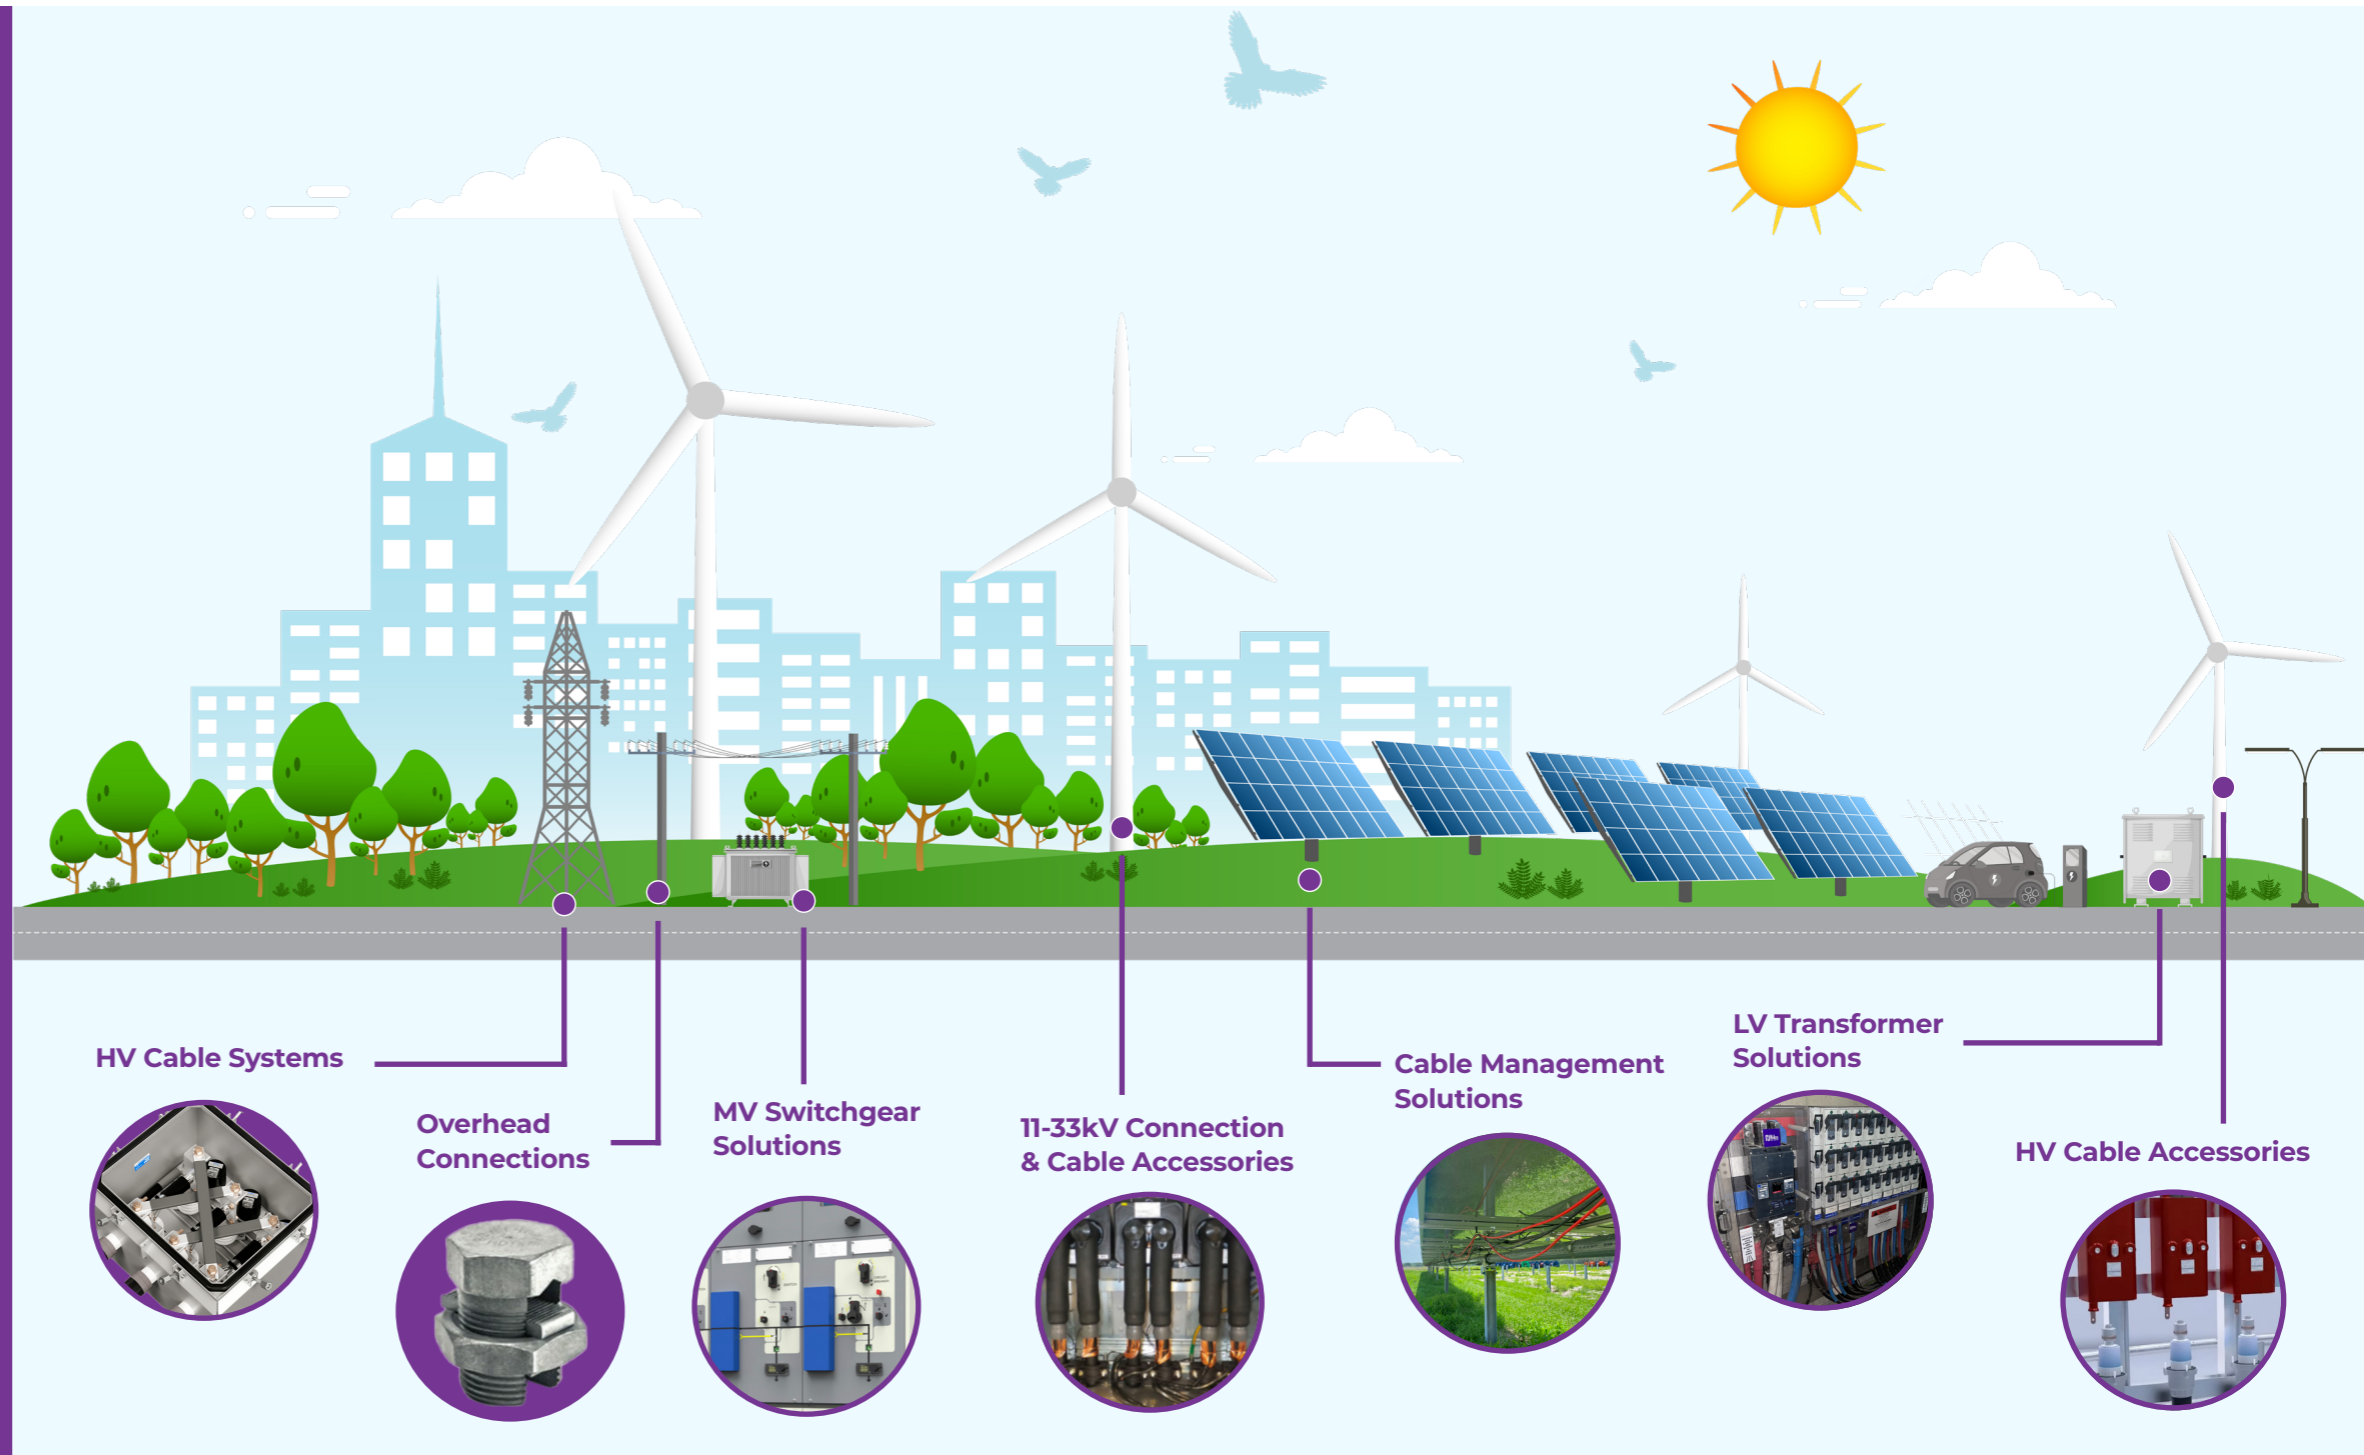 HV Cable Systems
Overhead
Connections
MV Switchgear
Solutions
11-33kV Connection
& Cable Accessories
Cable Management
Solutions
LV Transformer
Solutions
HV Cable Accessories